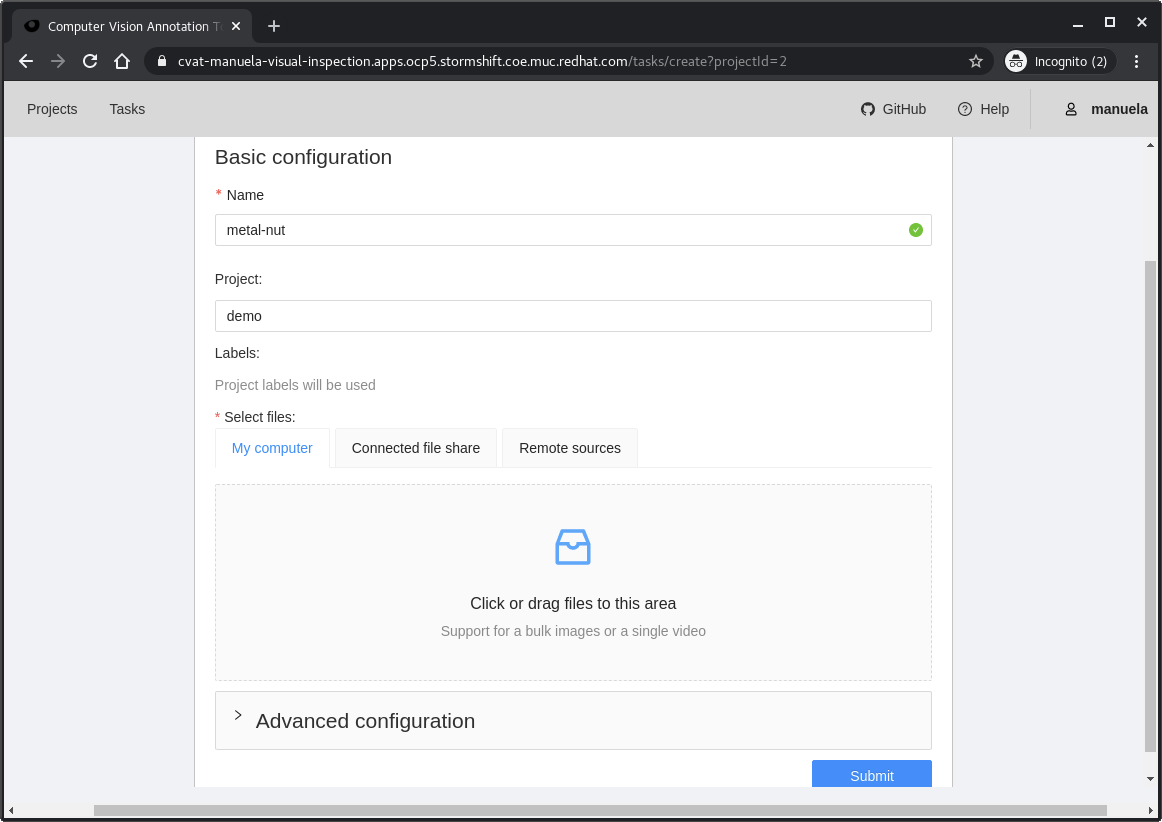 Computer Vision Annotation T
cvat-manuela-visual-inspection.apps.ocp5.stormshift.coe.muc.redhat.com/tasks/create?projectId=2
Incognito (2)
Projects Tasks GitHub Help manuela
Basic configuration
* Name
metal-nut
Project:
demo
Labels:
Project labels will be used
* Select files:
My computer Connected file share Remote sources
Click or drag files to this area
Support for a bulk images or a single video
Advanced configuration
Submit